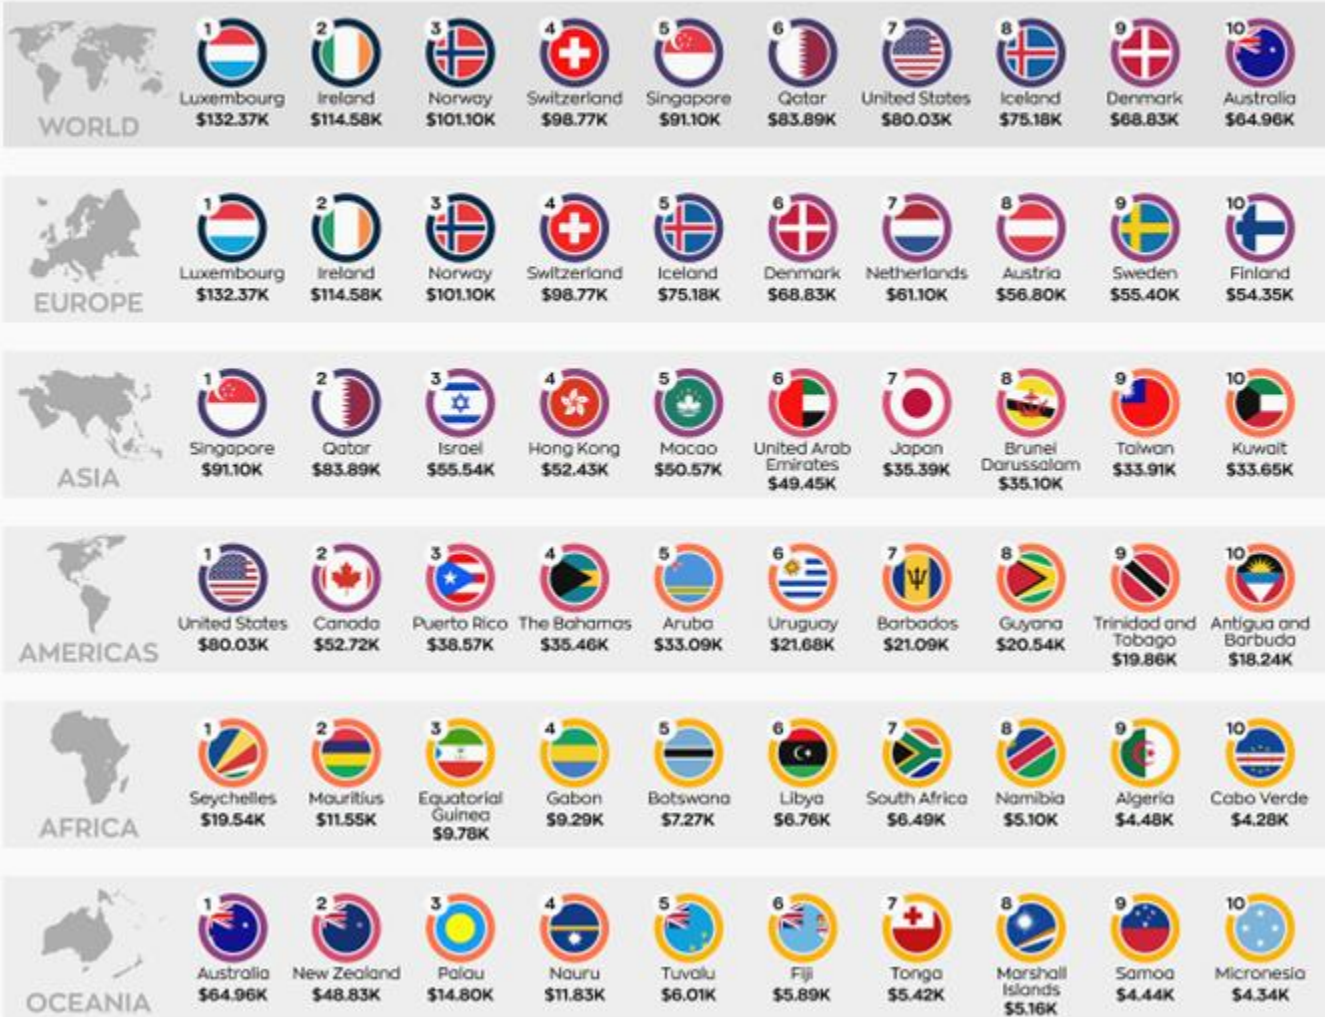 1 2 3 4 5 6 7 8 9 10
Luxembourg Ireland Norway Switzerland Singapore Qatar United States Iceland Denmark Australia
WORLD $132.37K $114.58K $101.10K $98.77K $91.10K $83.89K $80.03K $75.18K $68.83K $64.96K
1 2 3 4 5 6 7 8 9 10
Luxembourg Ireland Norway Switzerland Iceland Denmark Netherlands Austria Sweden Finland
EUROPE $132.37K $114.58K $101.10K $98.77K $75.18K $68.83K $61.10K $56.80K $55.40K $54.35K
1 2 3 4 5 6 7 8 9 10
Singapore Qatar Israel Hong Kong Macao United Arab Japan Brunei Taiwan Kuwait
Emirates Darussalam
ASIA $91.10K $83.89K $55.54K $52.43K $50.57K $49.45K $35.39K $35.10K $33.91K $33.65K
1 2 3 4 5 6 7 8 9 10
United States Canada Puerto Rico The Bahamas Aruba Uruguay Barbados Guyana Trinidad and Antigua and
Tobago Barbuda
AMERICAS $80.03K $52.72K $38.57K $35.46K $33.09K $21.68K $21.09K $20.54K $19.86K $18.24K
1 2 3 4 5 6 7 8 9 10
Seychelles Mauritius Equatorial Gabon Botswana Libya South Africa Namibia Algeria Cabo Verde
Guinea
AFRICA $19.54K $11.55K $9.78K $9.29K $7.27K $6.76K $6.49K $5.10K $4.48K $4.28K
1 2 3 4 5 6 7 8 9 10
Australia New Zealand Palau Nauru Tuvalu Fiji Tonga Marshall Samoa Micronesia
Islands
OCEANIA $64.96K $48.83K $14.80K $11.83K $6.01K $5.89K $5.42K $5.16K $4.44K $4.34K